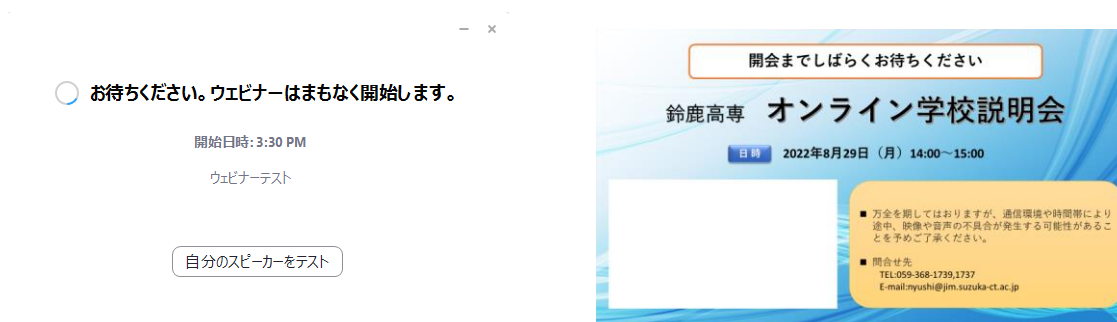 お待ちください。ウェビナーはまもなく開始します。
開始日時: 3:30 PM
ウェビナーテスト
自分のスピーカーをテスト
開会までしばらくお待ちください
鈴鹿高専 オンライン学校説明会
日時 2022年8月29日（月）14:00～15:00
■ 万全を期してはおりますが、通信環境や時間帯により
途中、映像や音声の不具合が発生する可能性があるこ
とを予めご了承ください。
■ 問合せ先
TEL:059-368-1739,1737
E-mail:nyushi@jim.suzuka-ct.ac.jp